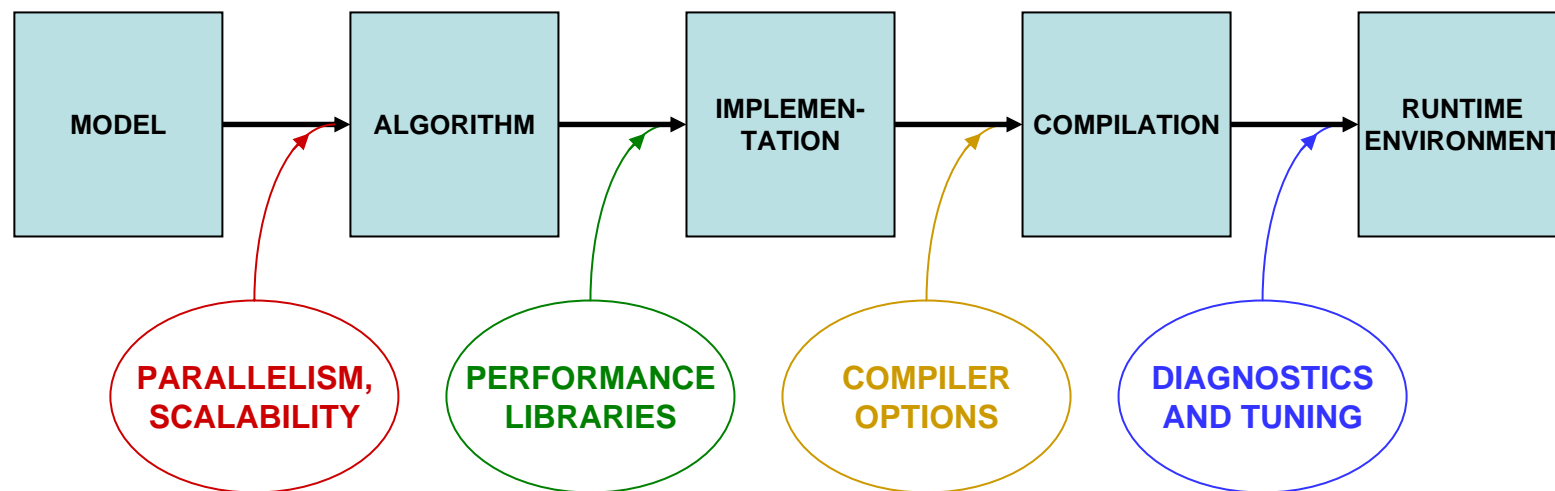 MODEL
ALGORITHM
IMPLEMEN-
TATION
COMPILATION
RUNTIME
ENVIRONMENT
PARALLELISM,
SCALABILITY
PERFORMANCE
LIBRARIES
COMPILER
OPTIONS
DIAGNOSTICS
AND TUNING